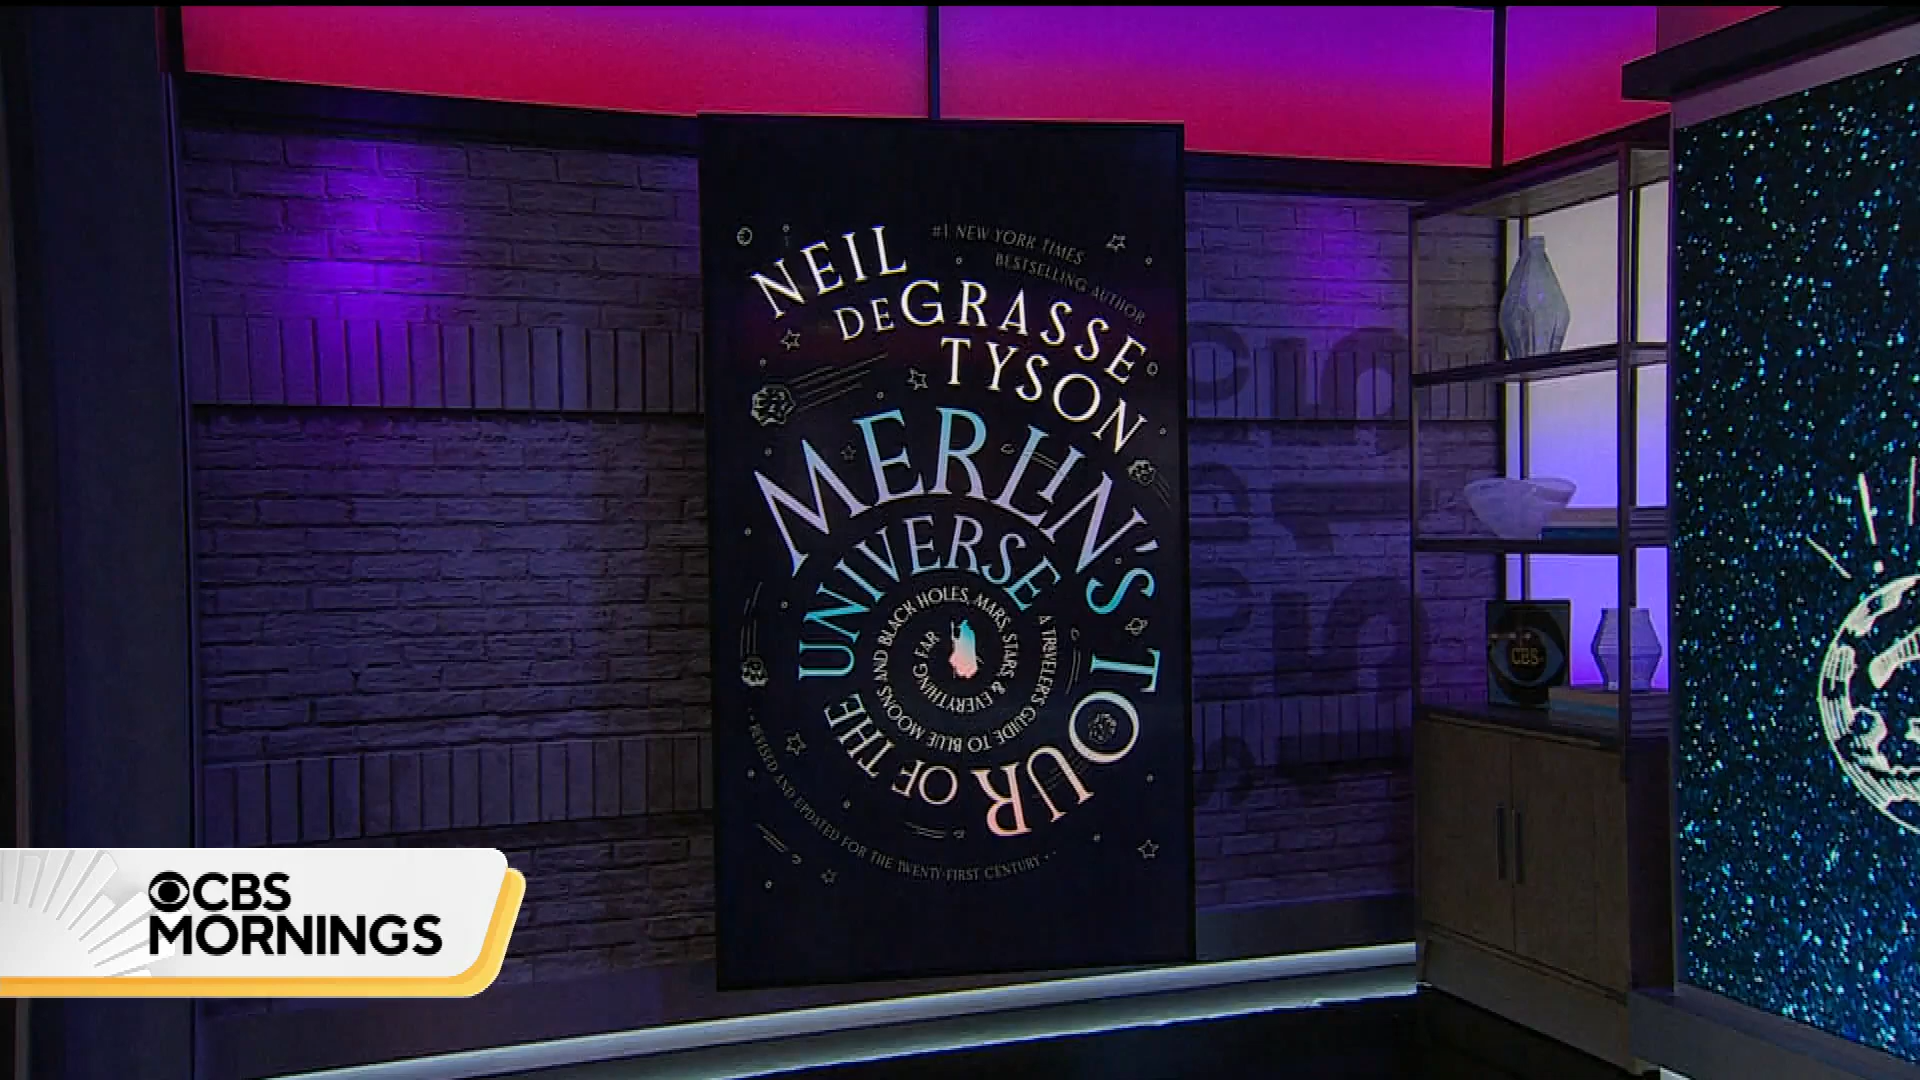 #1 NEW YORK TIMES
BESTSELLING AUTHOR
NEIL
DEGRASSE
TYSON
MERLIN'S TOUR OF THE
UNIVERSE
A TRAVELER'S GUIDE TO BLUE MOONS AND BLACK HOLES, MARS, STARS, & EVERYTHING FAR
• REVISED AND UPDATED FOR THE TWENTY-FIRST CENTURY •
CBS
CBS
MORNINGS